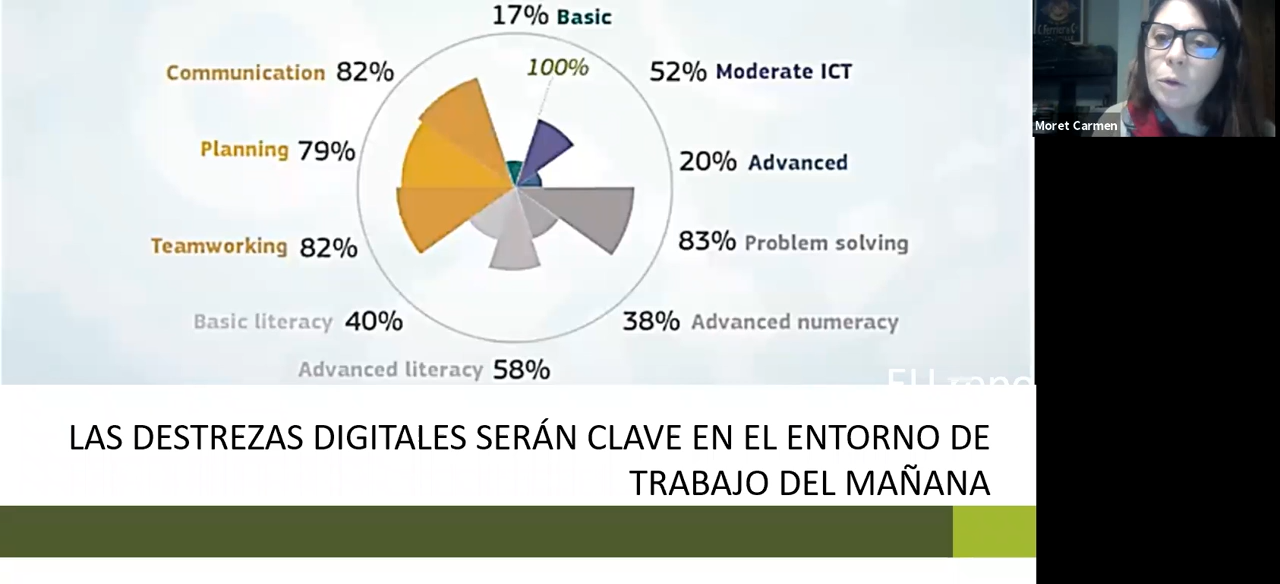 17% Basic
Communication 82%
100%
52% Moderate ICT
Planning 79%
20% Advanced
Teamworking 82%
83% Problem solving
Basic literacy 40%
38% Advanced numeracy
Advanced literacy 58%
LAS DESTREZAS DIGITALES SERÁN CLAVE EN EL ENTORNO DE
TRABAJO DEL MAÑANA
Moret Carmen